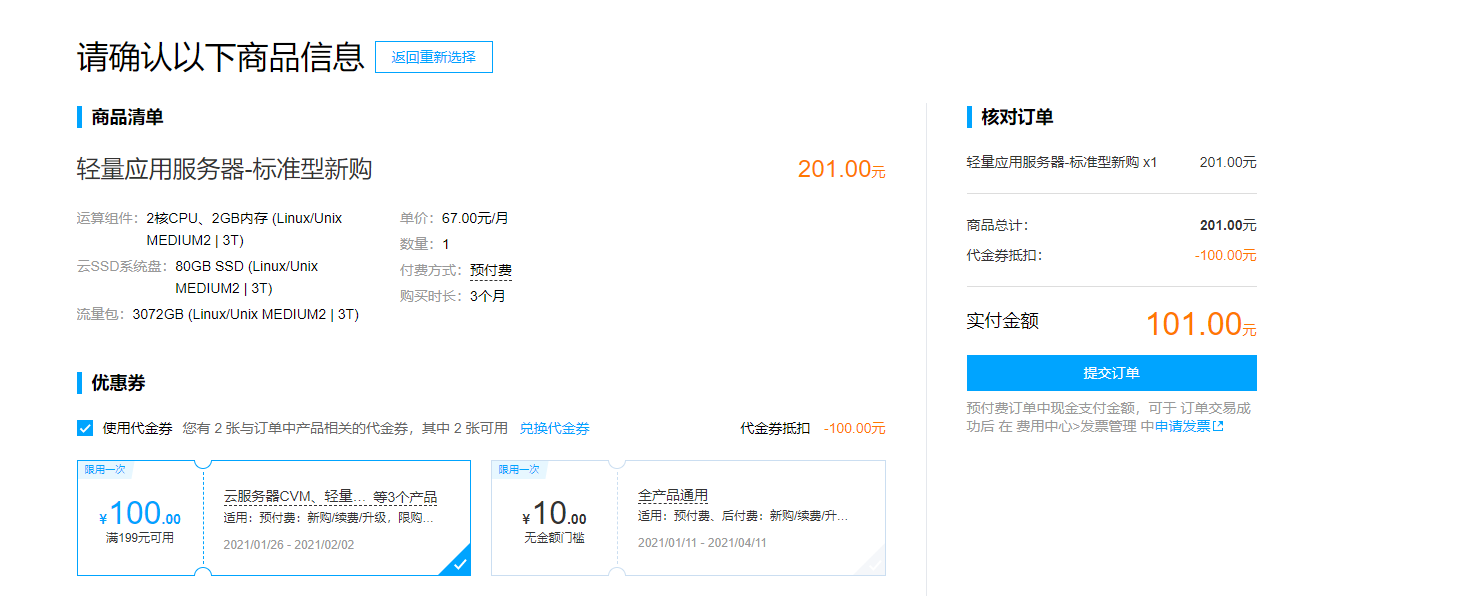 请确认以下商品信息
返回重新选择
商品清单
轻量应用服务器-标准型新购
201.00元
运算组件: 2核CPU、2GB内存 (Linux/Unix
MEDIUM2 | 3T)
云SSD系统盘: 80GB SSD (Linux/Unix
MEDIUM2 | 3T)
流量包: 3072GB (Linux/Unix MEDIUM2 | 3T)
单价: 67.00元/月
数量: 1
付费方式: 预付费
购买时长: 3个月
优惠券
使用代金券 您有 2 张与订单中产品相关的代金券，其中 2 张可用 兑换代金券
代金券抵扣 -100.00元
限用一次
¥100.00
满199元可用
云服务器CVM、轻量... 等3个产品
适用：预付费：新购/续费/升级，限购...
2021/01/26 - 2021/02/02
限用一次
¥10.00
无金额门槛
全产品通用
适用：预付费、后付费：新购/续费/升...
2021/01/11 - 2021/04/11
核对订单
轻量应用服务器-标准型新购 x1 201.00元
商品总计: 201.00元
代金券抵扣: -100.00元
实付金额 101.00元
提交订单
预付费订单中现金支付金额，可于 订单交易成
功后 在 费用中心>发票管理 中申请发票